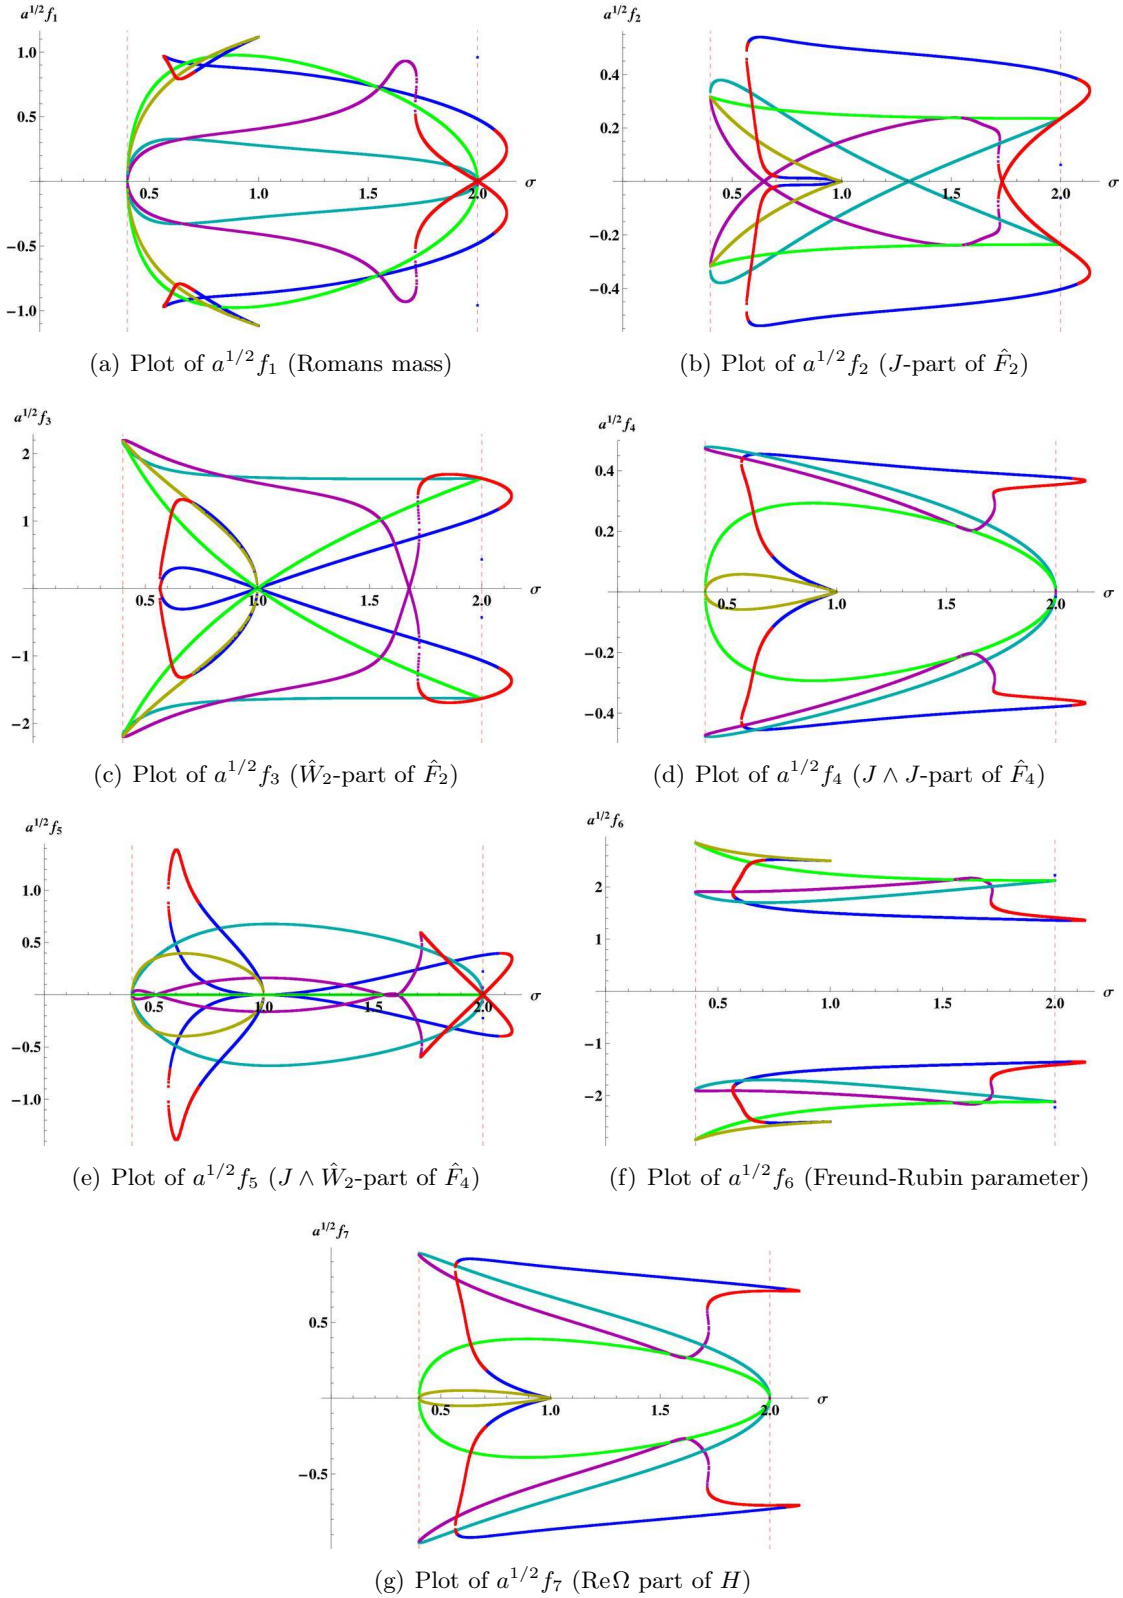 a^{1/2}f_1
1.0
0.5
0.5 1.0 1.5 2.0 σ
−0.5
−1.0
(a) Plot of a^{1/2}f_1 (Romans mass)
a^{1/2}f_2
0.4
0.2
0.5 1.0 1.5 2.0 σ
−0.2
−0.4
(b) Plot of a^{1/2}f_2 (J-part of F̂_2)
a^{1/2}f_3
2
1
0.5 1.0 1.5 2.0 σ
−1
−2
(c) Plot of a^{1/2}f_3 (Ŵ_2-part of F̂_2)
a^{1/2}f_4
0.4
0.2
0.5 1.0 1.5 2.0 σ
−0.2
−0.4
(d) Plot of a^{1/2}f_4 (J ∧ J-part of F̂_4)
a^{1/2}f_5
1.0
0.5
0.5 1.0 1.5 2.0 σ
−0.5
−1.0
(e) Plot of a^{1/2}f_5 (J ∧ Ŵ_2-part of F̂_4)
a^{1/2}f_6
2
1
0.5 1.0 1.5 2.0 σ
−1
−2
(f) Plot of a^{1/2}f_6 (Freund-Rubin parameter)
a^{1/2}f_7
0.5
0.5 1.0 1.5 2.0 σ
−0.5
(g) Plot of a^{1/2}f_7 (ReΩ part of H)